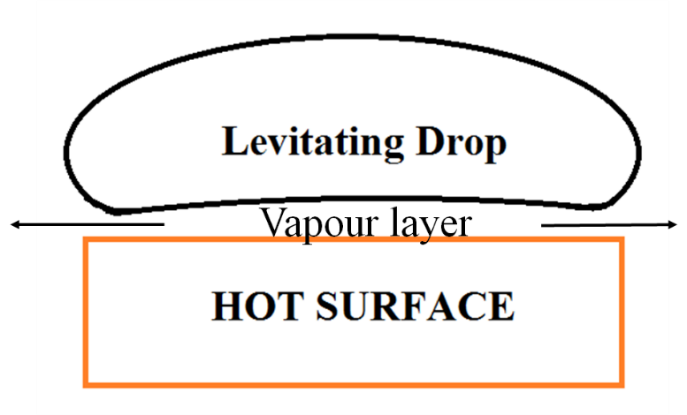 Levitating Drop
Vapour layer
HOT SURFACE